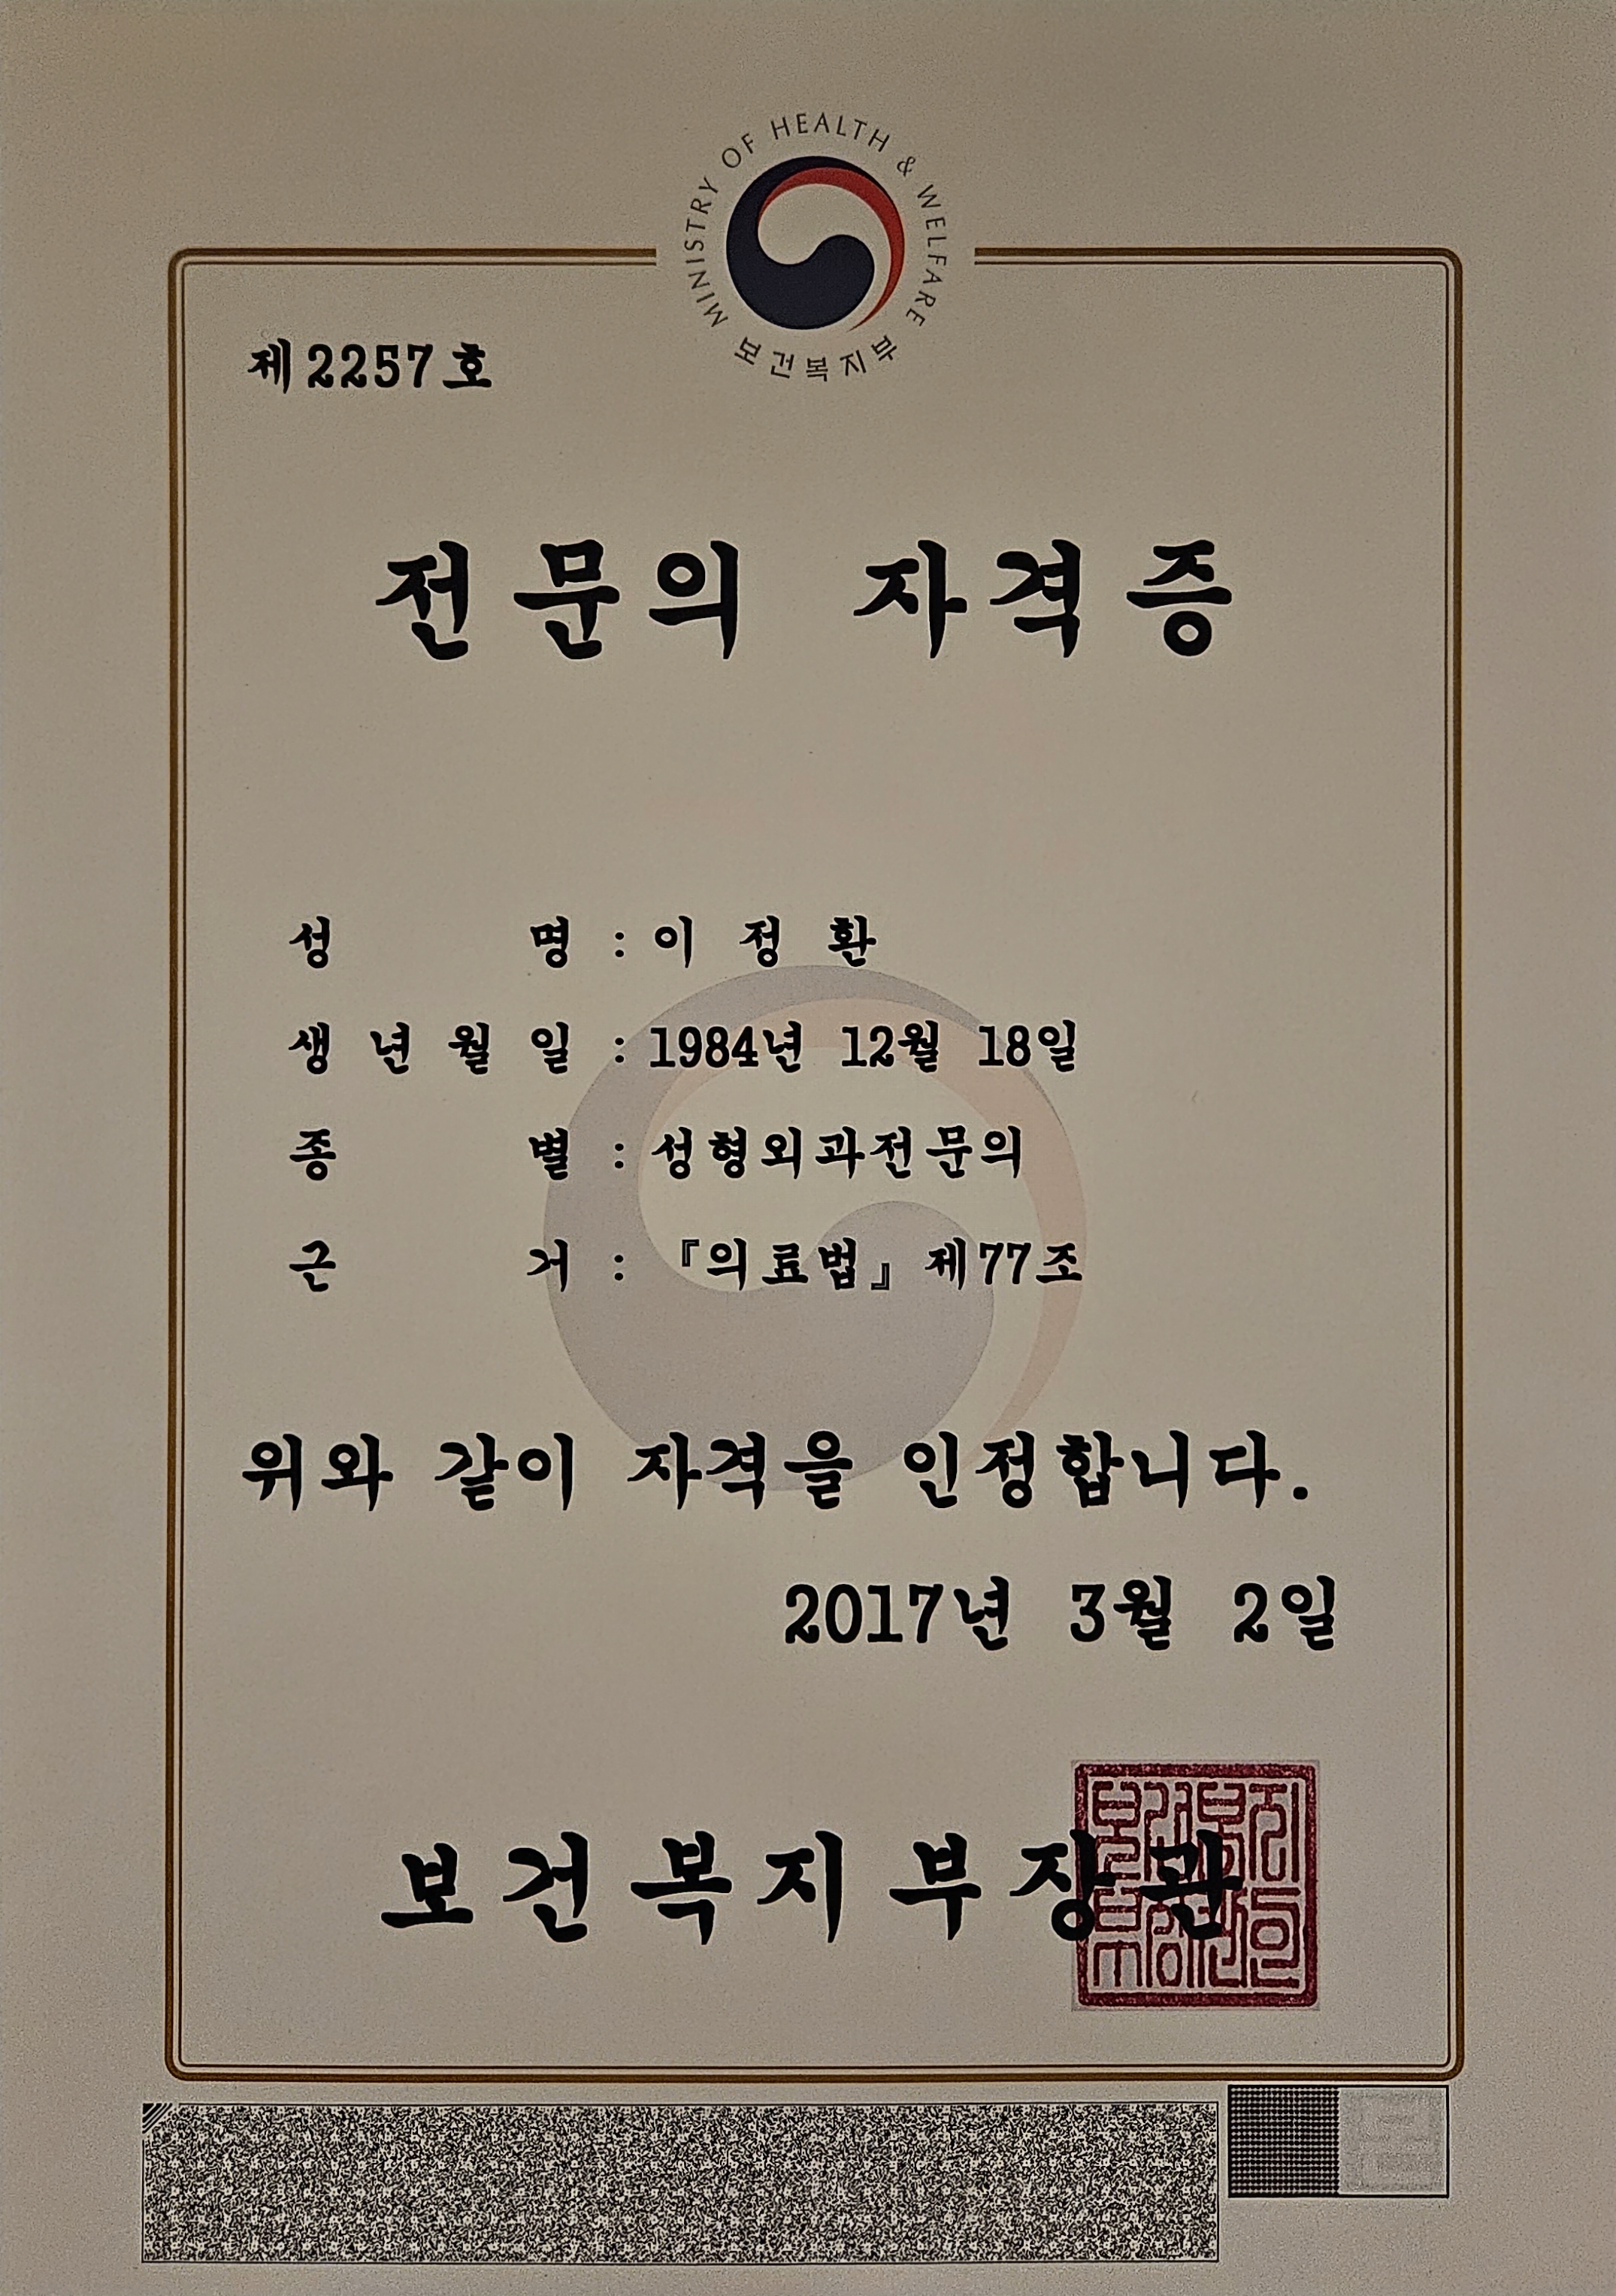 MINISTRY OF HEALTH & WELFARE
보건복지부
제2257호
전문의 자격증
성 명 : 이 정 환
생 년 월 일 : 1984년 12월 18일
종 별 : 성형외과전문의
근 거 : 『의료법』제77조
위와 같이 자격을 인정합니다.
2017년 3월 2일
보건복지부장관